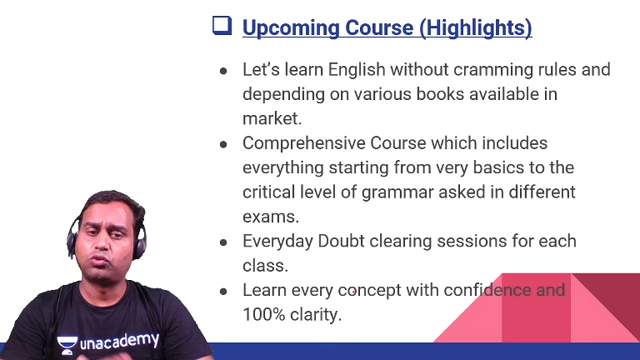 Upcoming Course (Highlights)
● Let's learn English without cramming rules and
depending on various books available in
market.
● Comprehensive Course which includes
everything starting from very basics to the
critical level of grammar asked in different
exams.
● Everyday Doubt clearing sessions for each
class.
● Learn every concept with confidence and
100% clarity.
unacademy